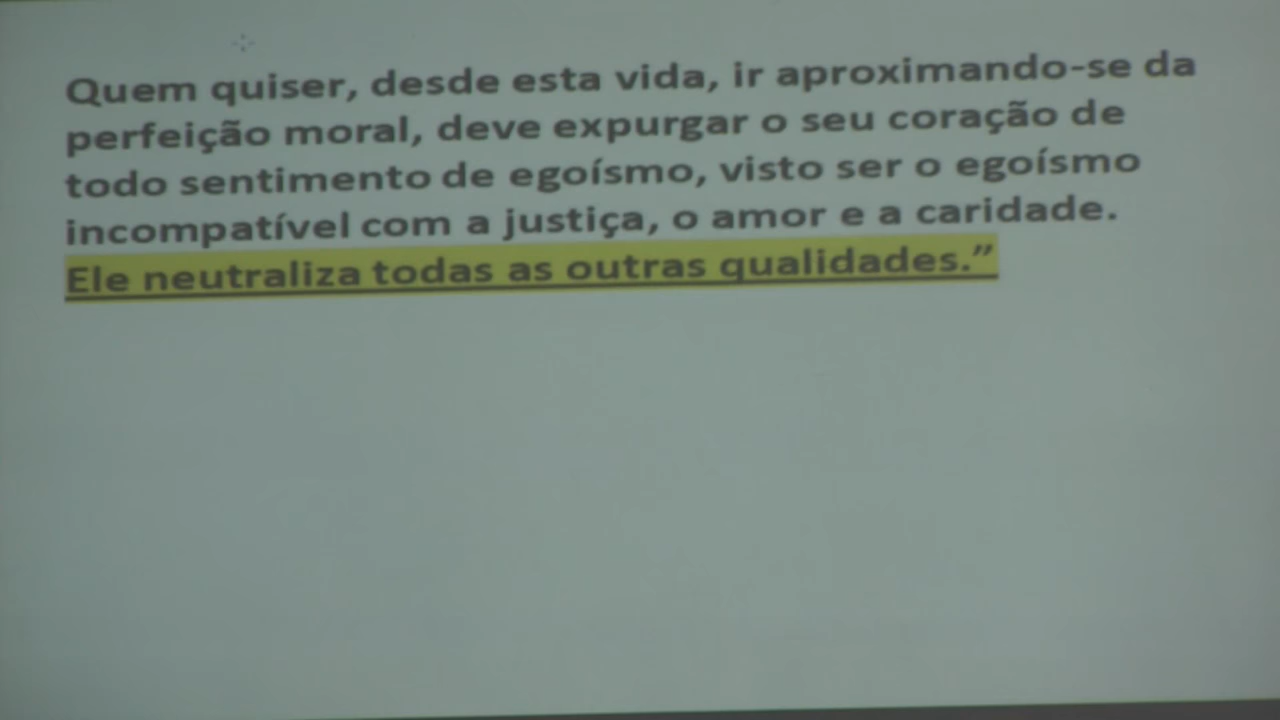 Quem quiser, desde esta vida, ir aproximando-se da
perfeição moral, deve expurgar o seu coração de
todo sentimento de egoísmo, visto ser o egoísmo
incompatível com a justiça, o amor e a caridade.
Ele neutraliza todas as outras qualidades.”